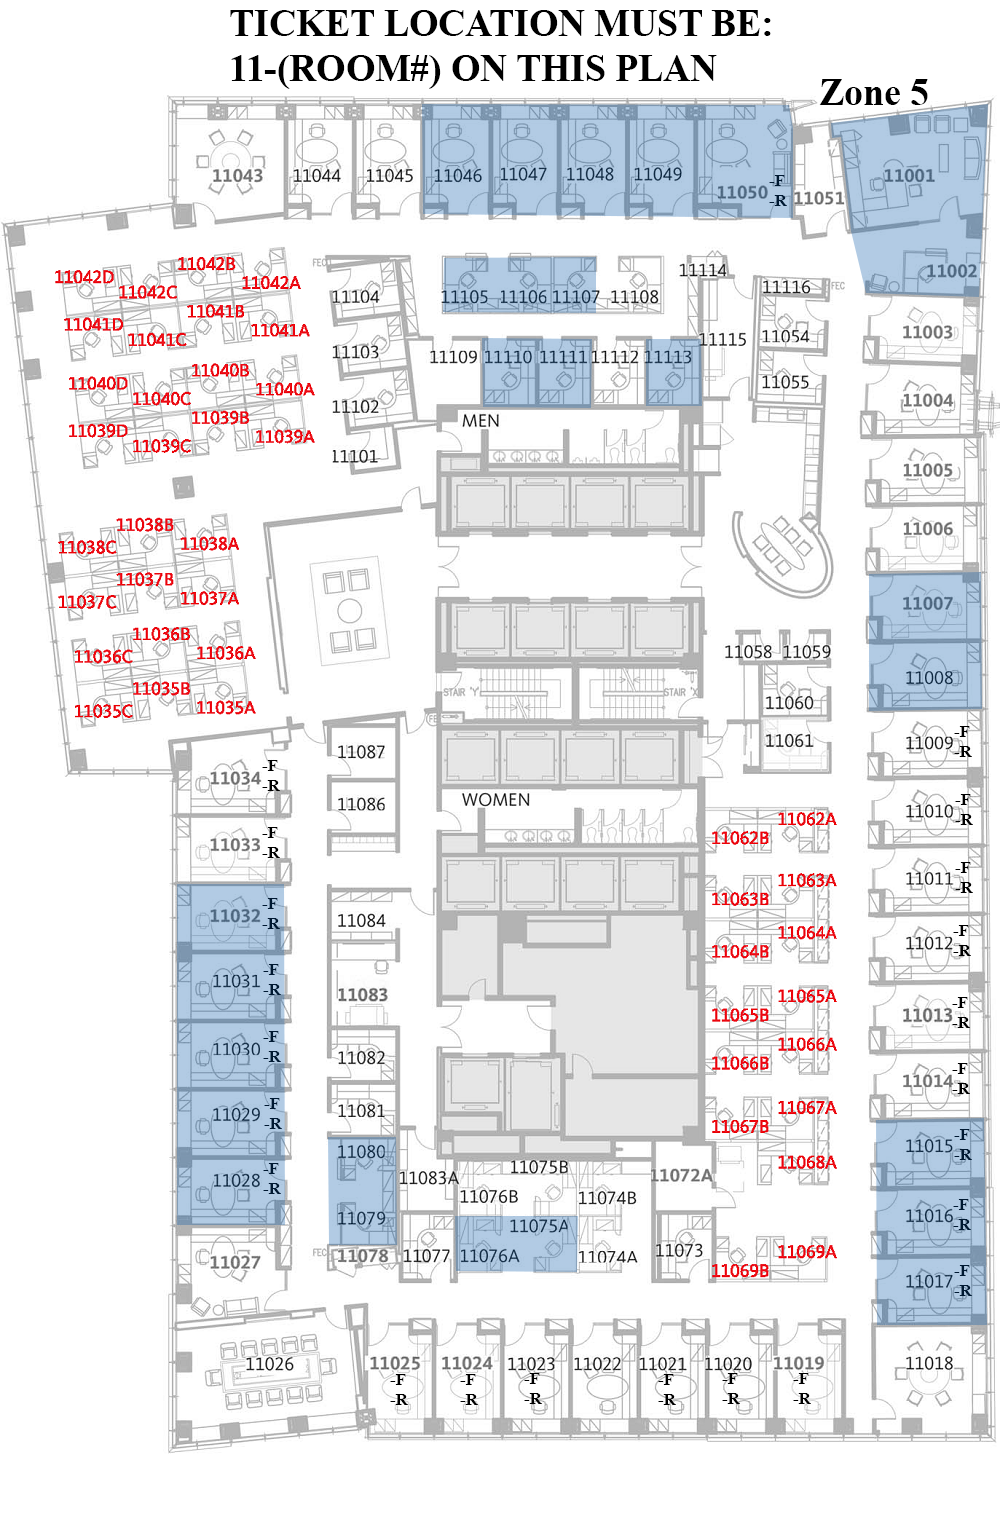 TICKET LOCATION MUST BE:
11-(ROOM#) ON THIS PLAN
Zone 5
11043
11044
11045
11046
11047
11048
11049
11050
-F
-R
11051
11001
11002
11042D
11042C
11042B
11042A
11041D
11041C
11041B
11041A
11040D
11040C
11040B
11040A
11039D
11039C
11039B
11039A
FEC
11104
11103
11102
11101
11105
11106
11107
11108
11109
11110
11111
11112
11113
11114
11115
11116
FEC
11054
11055
11003
11004
11005
11006
11007
11008
MEN
11038C
11038B
11038A
11037C
11037B
11037A
11036C
11036B
11036A
11035C
11035B
11035A
STAIR 'Y'
STAIR 'X'
FE
11058
11059
11060
11061
11009
-F
-R
11010
-F
-R
11011
-F
-R
11012
-F
-R
11013
-F
-R
11014
-F
-R
11015
-F
-R
11016
-F
-R
11017
-F
-R
11018
11034
-F
-R
11033
-F
-R
11032
-F
-R
11031
-F
-R
11030
-F
-R
11029
-F
-R
11028
-F
-R
11027
11026
11087
11086
11084
11083
11082
11081
11080
11079
FEC
11078
WOMEN
11062A
11062B
11063A
11063B
11064A
11064B
11065A
11065B
11066A
11066B
11067A
11067B
11068A
11069A
11069B
11083A
11077
11075B
11076B
11074B
11075A
11076A
11074A
11072A
11073
11025
-F
-R
11024
-F
-R
11023
-F
-R
11022
11021
-F
-R
11020
-F
-R
11019
-F
-R